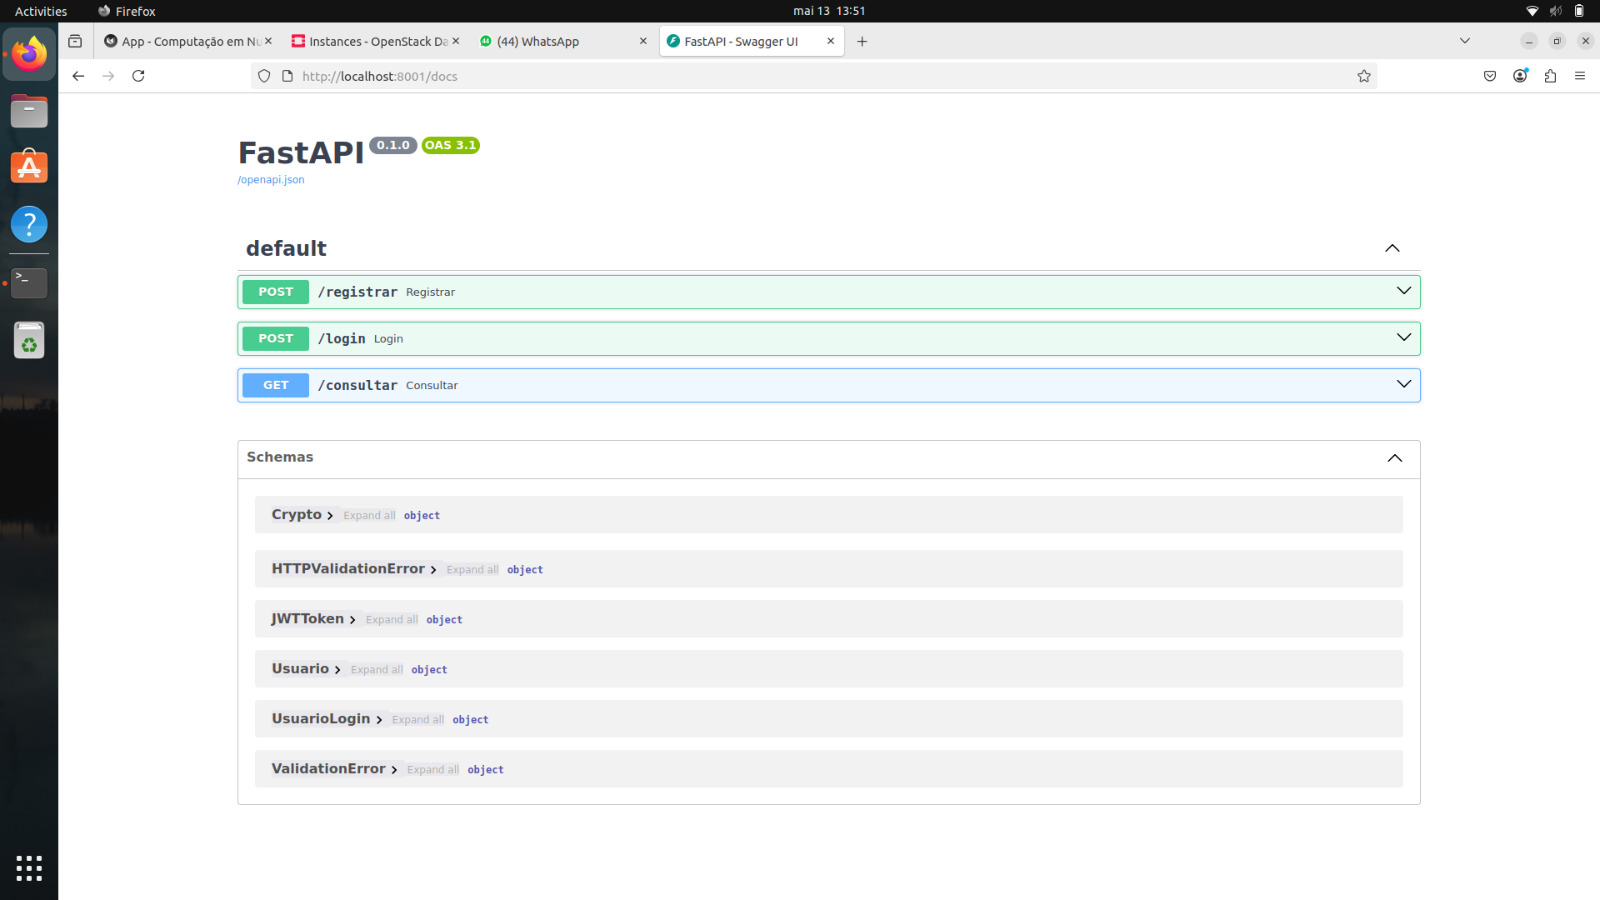 Activities Firefox mai 13 13:51
App - Computação em Nu Instances - OpenStack Da (44) WhatsApp FastAPI - Swagger UI
http://localhost:8001/docs
FastAPI 0.1.0 OAS 3.1
/openapi.json
default
POST /registrar Registrar
POST /login Login
GET /consultar Consultar
Schemas
Crypto Expand all object
HTTPValidationError Expand all object
JWTToken Expand all object
Usuario Expand all object
UsuarioLogin Expand all object
ValidationError Expand all object